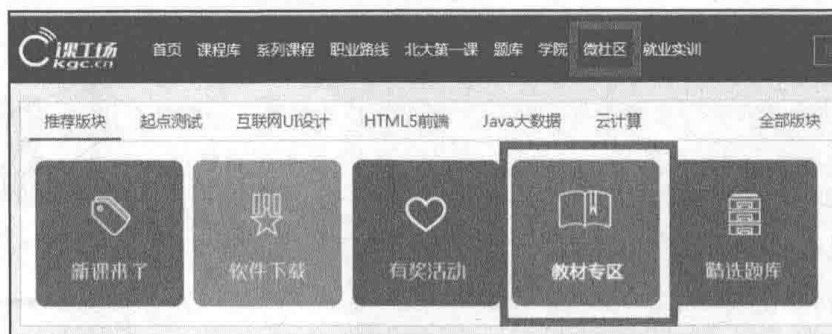 课工场
kgc.cn
首页 课程库 系列课程 职业路线 北大第一课 题库 学院 微社区 就业实训
推荐版块 起点测试 互联网UI设计 HTML5前端 Java大数据 云计算 全部版块
新课来了 软件下载 有奖活动 教材专区 精选题库